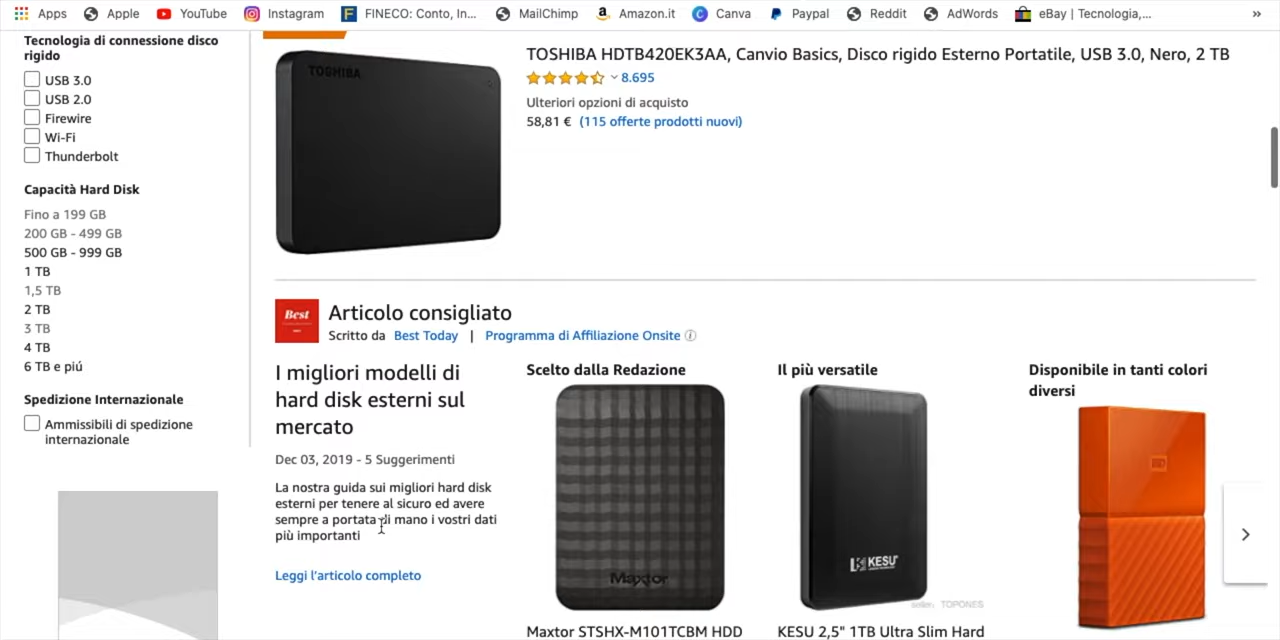 Apps Apple YouTube Instagram FINECO: Conto, In... MailChimp Amazon.it Canva Paypal Reddit AdWords eBay | Tecnologia,... »
Tecnologia di connessione disco
rigido
USB 3.0
USB 2.0
Firewire
Wi-Fi
Thunderbolt
Capacità Hard Disk
Fino a 199 GB
200 GB - 499 GB
500 GB - 999 GB
1 TB
1,5 TB
2 TB
3 TB
4 TB
6 TB e piú
Spedizione Internazionale
Ammissibili di spedizione
internazionale
TOSHIBA
TOSHIBA HDTB420EK3AA, Canvio Basics, Disco rigido Esterno Portatile, USB 3.0, Nero, 2 TB
8.695
Ulteriori opzioni di acquisto
58,81 € (115 offerte prodotti nuovi)
Best
Articolo consigliato
Scritto da Best Today | Programma di Affiliazione Onsite
I migliori modelli di
hard disk esterni sul
mercato
Dec 03, 2019 - 5 Suggerimenti
La nostra guida sui migliori hard disk
esterni per tenere al sicuro ed avere
sempre a portata di mano i vostri dati
più importanti
Leggi l'articolo completo
Scelto dalla Redazione
Maxtor
Maxtor STSHX-M101TCBM HDD
Il più versatile
KESU
seller: TOPONES
KESU 2,5" 1TB Ultra Slim Hard
Disponibile in tanti colori
diversi
WD